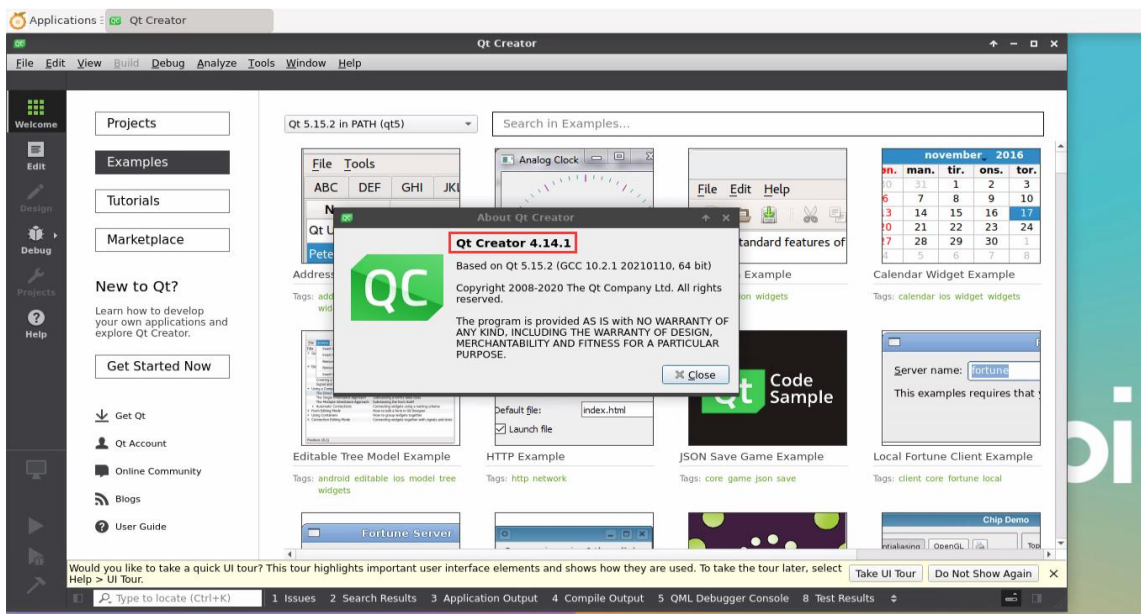 Applications
Qt Creator
Qt Creator
File Edit View Build Debug Analyze Tools Window Help
Welcome
Edit
Design
Debug
Projects
Help
Projects
Examples
Tutorials
Marketplace
New to Qt?
Learn how to develop
your own applications and
explore Qt Creator.
Get Started Now
Get Qt
Qt Account
Online Community
Blogs
User Guide
Qt 5.15.2 in PATH (qt5)
Search in Examples...
File Tools
ABC DEF GHI
Qt
Pete
Address
Tags:
Analog Clock
File Edit Help
tandard features of
Example
widgets
november 2016
man. tir. ons. tor.
31 1 2 3
6 7 8 9 10
13 14 15 16 17
20 21 22 23 24
27 28 29 30 1
4 5 6 7 8
Calendar Widget Example
Tags: calendar ios widget widgets
About Qt Creator
QC
Qt Creator 4.14.1
Based on Qt 5.15.2 (GCC 10.2.1 20210110, 64 bit)
Copyright 2008-2020 The Qt Company Ltd. All rights
reserved.
The program is provided AS IS with NO WARRANTY OF
ANY KIND, INCLUDING THE WARRANTY OF DESIGN,
MERCHANTABILITY AND FITNESS FOR A PARTICULAR
PURPOSE.
Close
Editable Tree Model Example
Tags: android editable ios model tree
widgets
Default file: index.html
Launch file
HTTP Example
Tags: http network
Qt Code
Sample
JSON Save Game Example
Tags: core game json save
Server name: fortune
This examples requires that
Local Fortune Client Example
Tags: client core fortune local
Fortune Server
Chip Demo
OpenGL
pi
Would you like to take a quick UI tour? This tour highlights important user interface elements and shows how they are used. To take the tour later, select
Help > UI Tour.
Take UI Tour
Do Not Show Again
Type to locate (Ctrl+K)
1 Issues 2 Search Results 3 Application Output 4 Compile Output 5 QML Debugger Console 8 Test Results